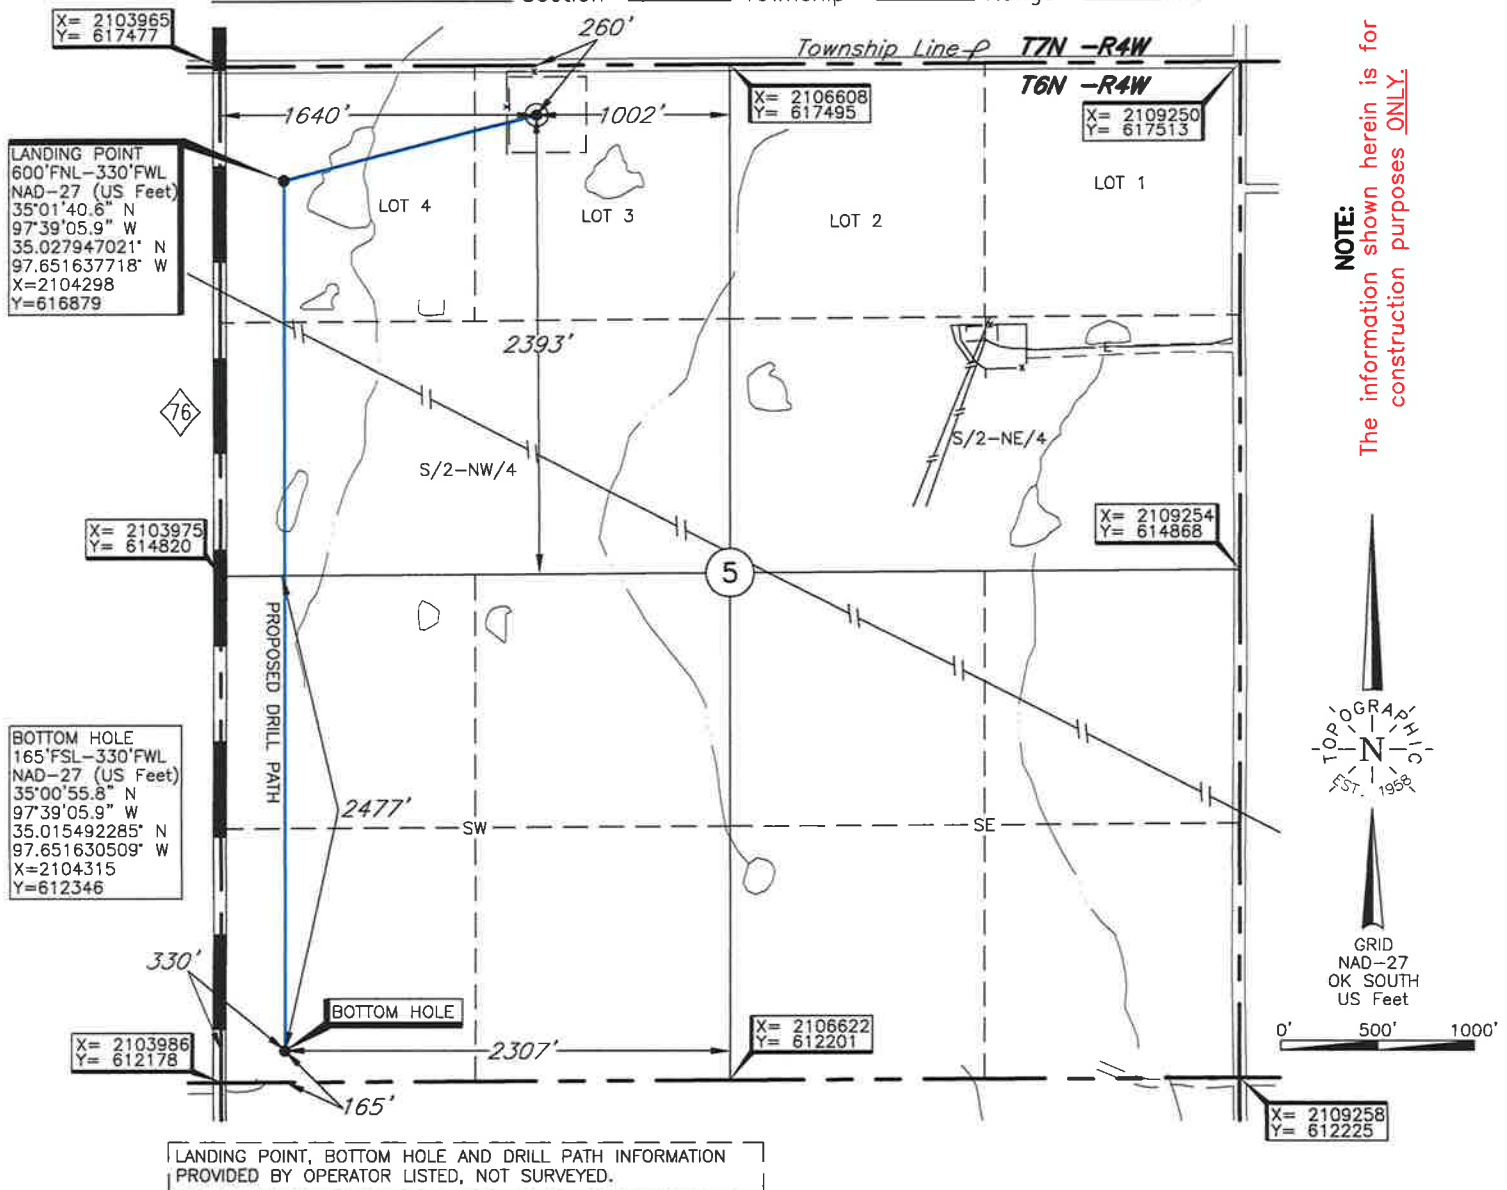 X= 2103965
Y= 617477
260'
Township Line
T7N -R4W
T6N -R4W
1640'
1002'
X= 2106608
Y= 617495
X= 2109250
Y= 617513
LANDING POINT
600'FNL-330'FWL
NAD-27 (US Feet)
35°01'40.6" N
97°39'05.9" W
35.027947021° N
97.651637718° W
X=2104298
Y=616879
LOT 4
LOT 3
LOT 2
LOT 1
NOTE:
The information shown herein is for
construction purposes ONLY.
2393'
E
76
S/2-NW/4
S/2-NE/4
X= 2103975
Y= 614820
X= 2109254
Y= 614868
5
PROPOSED DRILL PATH
TOPOGRAPHIC
N
EST. 1958
BOTTOM HOLE
165'FSL-330'FWL
NAD-27 (US Feet)
35°00'55.8" N
97°39'05.9" W
35.015492285° N
97.651630509° W
X=2104315
Y=612346
2477'
SW
SE
330'
BOTTOM HOLE
GRID
NAD-27
OK SOUTH
US Feet
0' 500' 1000'
X= 2103986
Y= 612178
2307'
X= 2106622
Y= 612201
165'
X= 2109258
Y= 612225
LANDING POINT, BOTTOM HOLE AND DRILL PATH INFORMATION
PROVIDED BY OPERATOR LISTED, NOT SURVEYED.